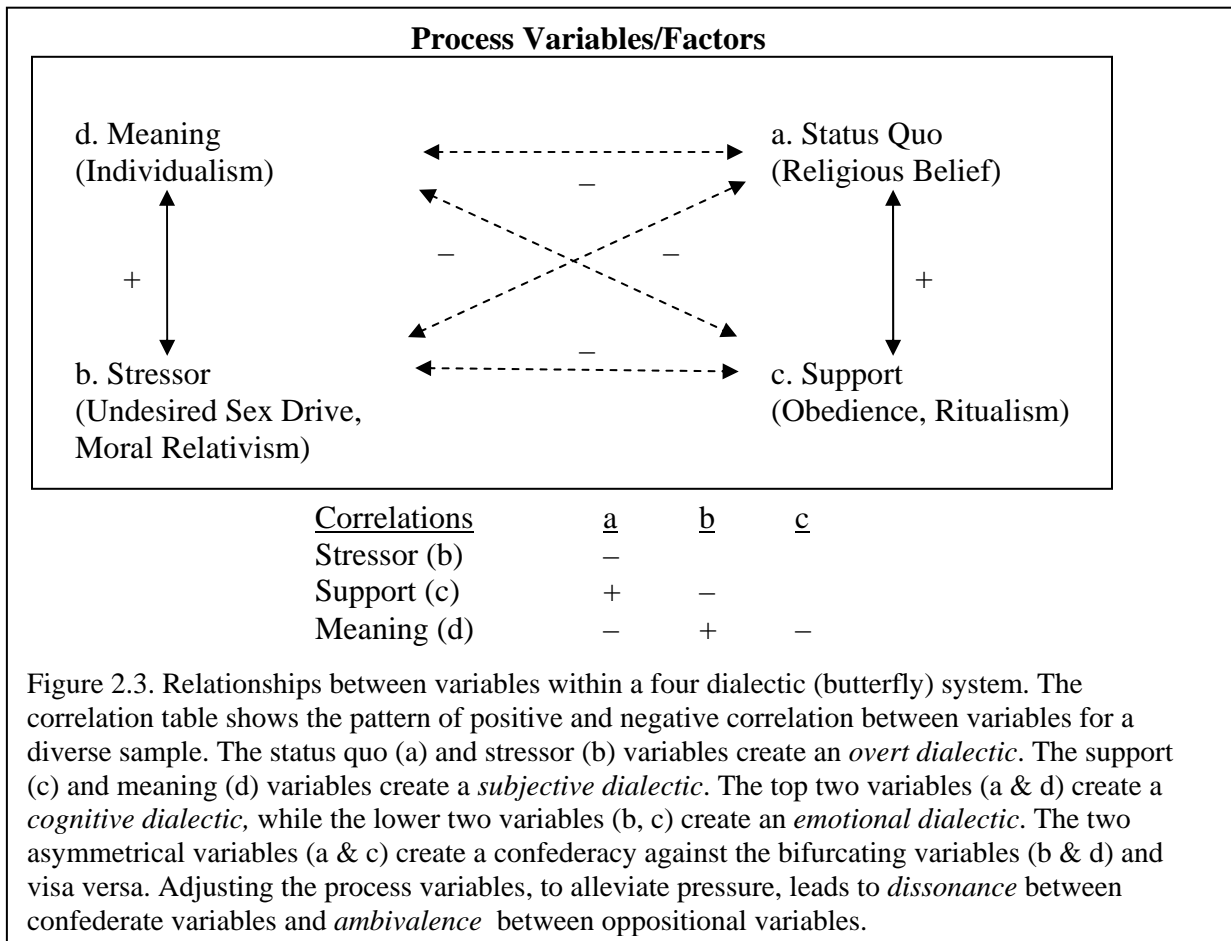 Process Variables/Factors
d. Meaning
(Individualism)
a. Status Quo
(Religious Belief)
–
–
–
+
+
–
b. Stressor
(Undesired Sex Drive,
Moral Relativism)
c. Support
(Obedience, Ritualism)
Correlations a b c
Stressor (b) –
Support (c) + –
Meaning (d) – + –
Figure 2.3. Relationships between variables within a four dialectic (butterfly) system. The
correlation table shows the pattern of positive and negative correlation between variables for a
diverse sample. The status quo (a) and stressor (b) variables create an overt dialectic. The support
(c) and meaning (d) variables create a subjective dialectic. The top two variables (a & d) create a
cognitive dialectic, while the lower two variables (b, c) create an emotional dialectic. The two
asymmetrical variables (a & c) create a confederacy against the bifurcating variables (b & d) and
visa versa. Adjusting the process variables, to alleviate pressure, leads to dissonance between
confederate variables and ambivalence between oppositional variables.